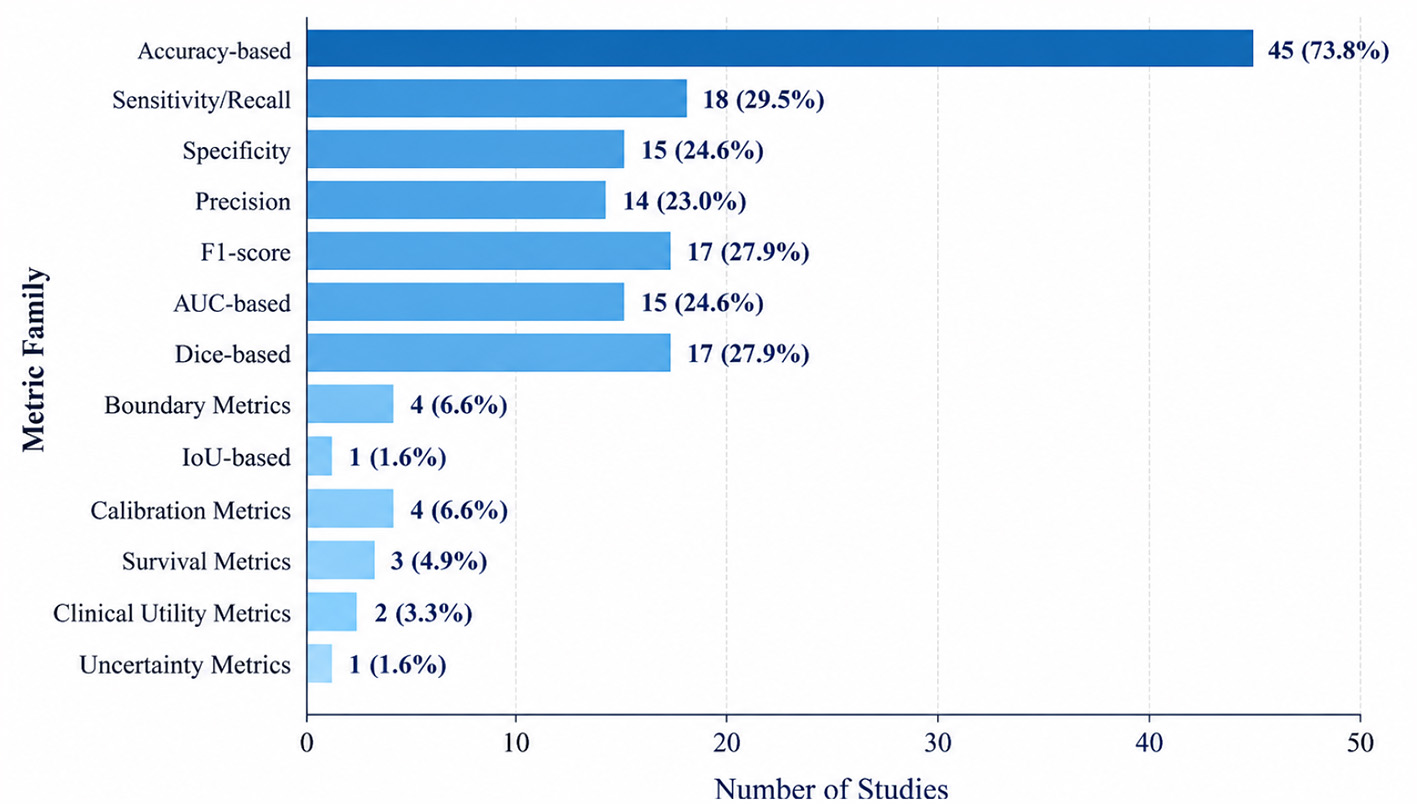 Accuracy-based 45 (73.8%)
Sensitivity/Recall 18 (29.5%)
Specificity 15 (24.6%)
Precision 14 (23.0%)
F1-score 17 (27.9%)
AUC-based 15 (24.6%)
Dice-based 17 (27.9%)
Boundary Metrics 4 (6.6%)
IoU-based 1 (1.6%)
Calibration Metrics 4 (6.6%)
Survival Metrics 3 (4.9%)
Clinical Utility Metrics 2 (3.3%)
Uncertainty Metrics 1 (1.6%)
Metric Family
0 10 20 30 40 50
Number of Studies